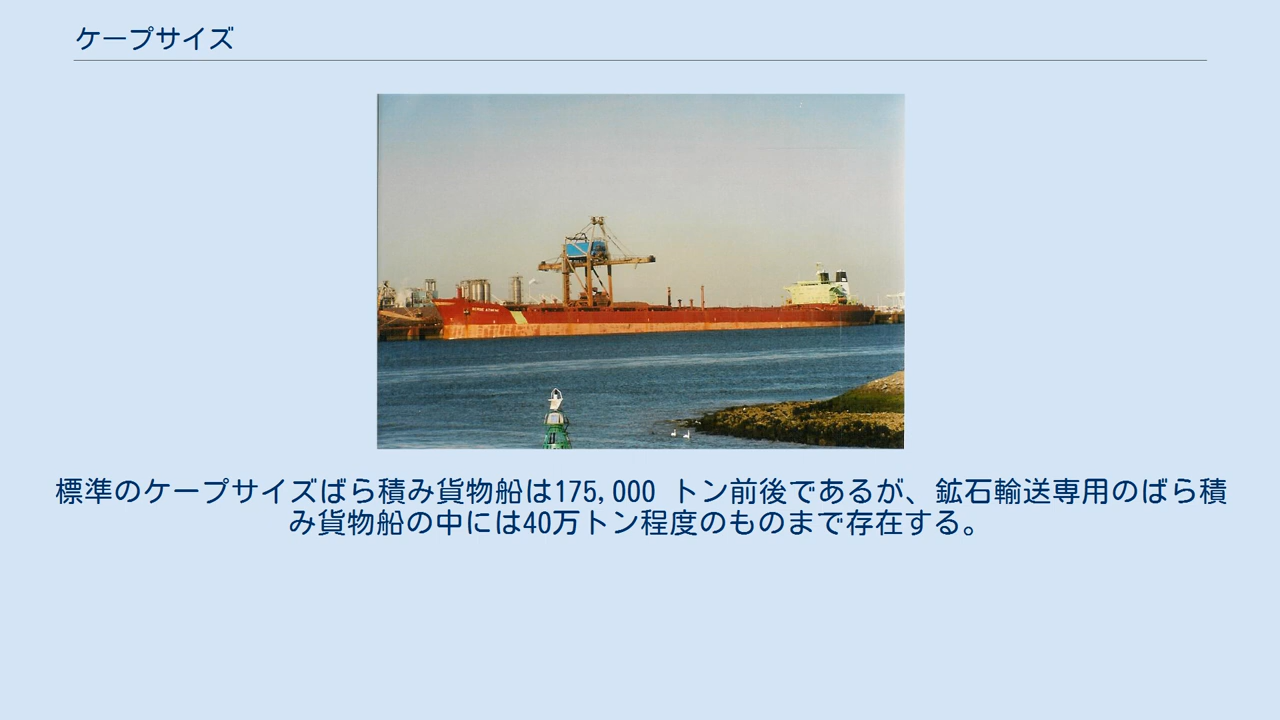 ケープサイズ
標準のケープサイズばら積み貨物船は175,000 トン前後であるが、鉱石輸送専用のばら積
み貨物船の中には40万トン程度のものまで存在する。